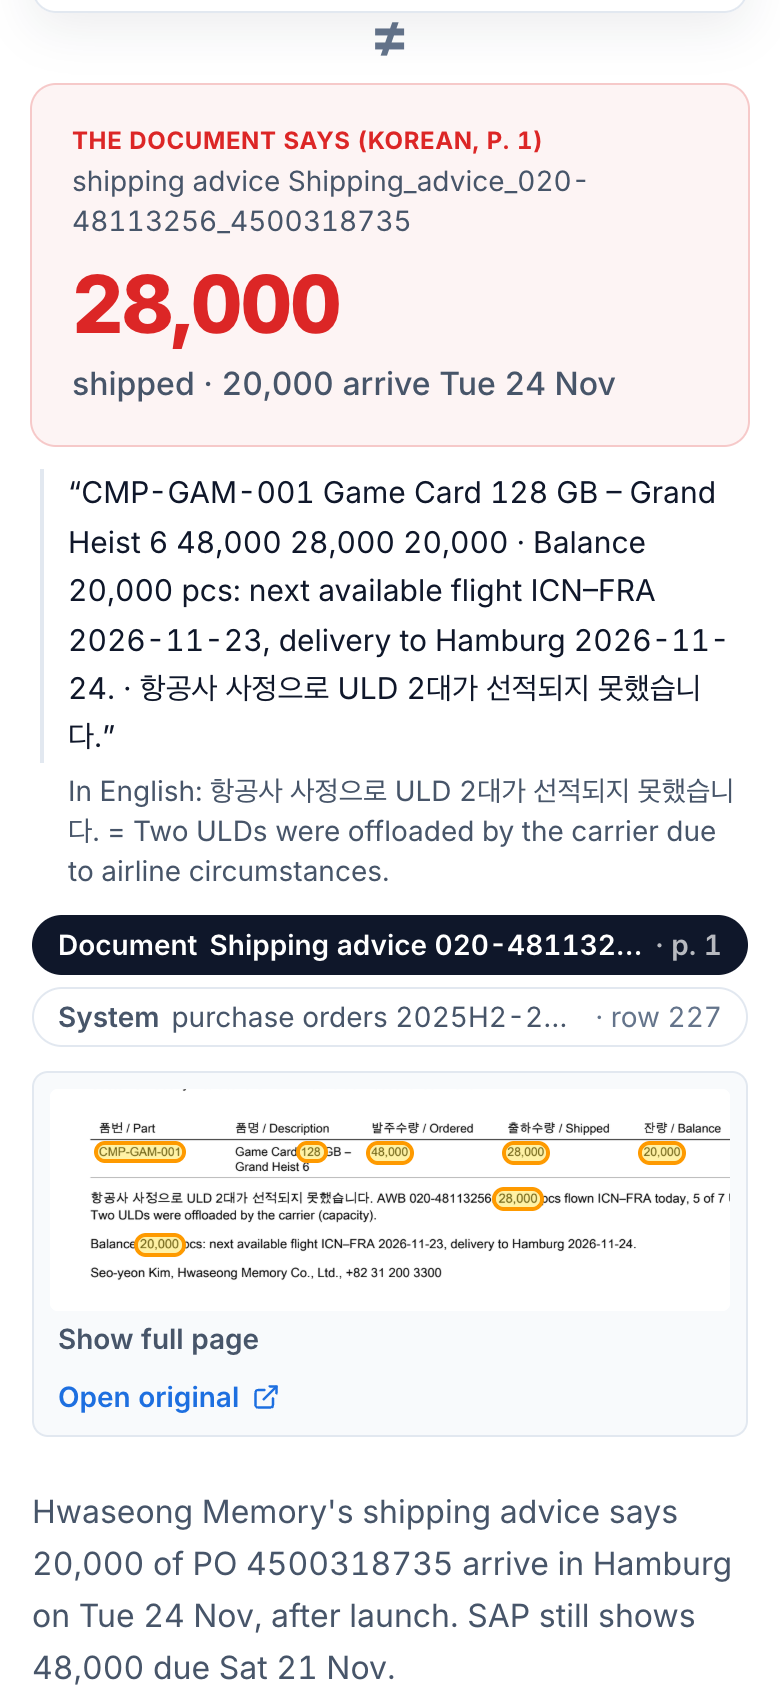 ≠
THE DOCUMENT SAYS (KOREAN, P. 1)
shipping advice Shipping_advice_020-
48113256_4500318735
28,000
shipped · 20,000 arrive Tue 24 Nov
“CMP-GAM-001 Game Card 128 GB – Grand
Heist 6 48,000 28,000 20,000 · Balance
20,000 pcs: next available flight ICN–FRA
2026-11-23, delivery to Hamburg 2026-11-
24. · 항공사 사정으로 ULD 2대가 선적되지 못했습니
다.”
In English: 항공사 사정으로 ULD 2대가 선적되지 못했습니
다. = Two ULDs were offloaded by the carrier due
to airline circumstances.
Document Shipping advice 020-481132... · p. 1
System purchase orders 2025H2-2... · row 227
품번 / Part 품명 / Description 발주수량 / Ordered 출하수량 / Shipped 잔량 / Balance
CMP-GAM-001 Game Card 128 GB – 48,000 28,000 20,000
Grand Heist 6
항공사 사정으로 ULD 2대가 선적되지 못했습니다. AWB 020-48113256 28,000 pcs flown ICN–FRA today, 5 of 7
Two ULDs were offloaded by the carrier (capacity).
Balance 20,000 pcs: next available flight ICN–FRA 2026-11-23, delivery to Hamburg 2026-11-24.
Seo-yeon Kim, Hwaseong Memory Co., Ltd., +82 31 200 3300
Show full page
Open original
Hwaseong Memory's shipping advice says
20,000 of PO 4500318735 arrive in Hamburg
on Tue 24 Nov, after launch. SAP still shows
48,000 due Sat 21 Nov.